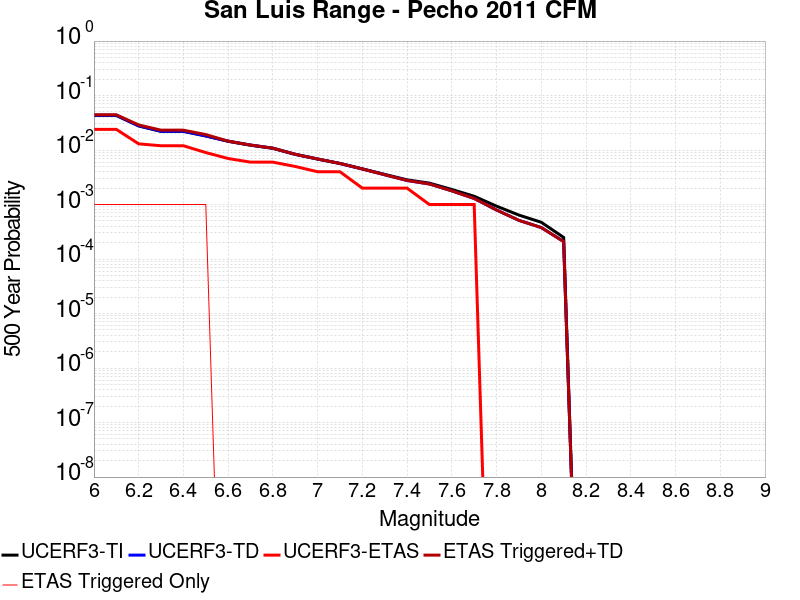 San Luis Range - Pecho 2011 CFM
10^0
10^-1
10^-2
10^-3
10^-4
10^-5
10^-6
10^-7
10^-8
500 Year Probability
6 6.2 6.4 6.6 6.8 7 7.2 7.4 7.6 7.8 8 8.2 8.4 8.6 8.8 9
Magnitude
UCERF3-TI UCERF3-TD UCERF3-ETAS ETAS Triggered+TD
ETAS Triggered Only